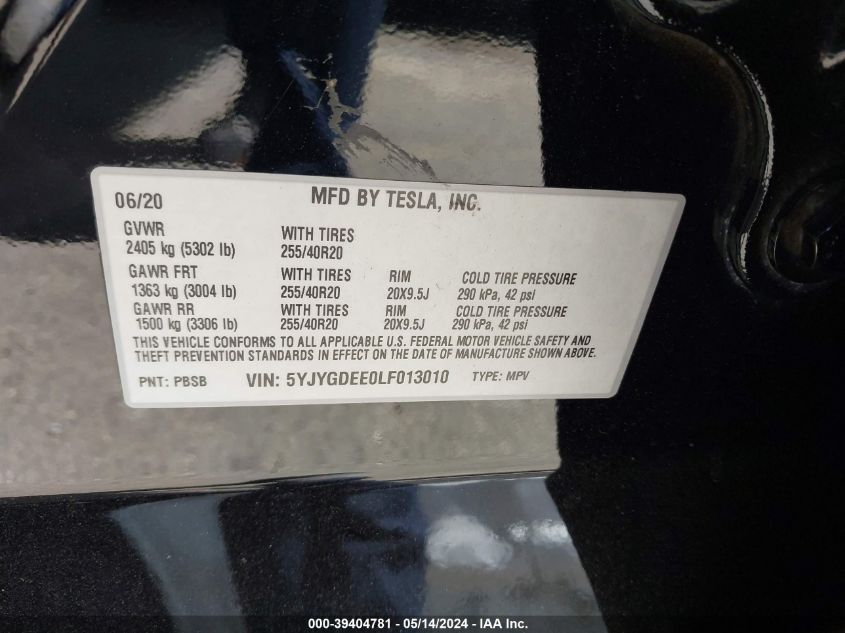 06/20 MFD BY TESLA, INC.
GVWR WITH TIRES
2405 kg (5302 lb) 255/40R20
GAWR FRT WITH TIRES RIM COLD TIRE PRESSURE
1363 kg (3004 lb) 255/40R20 20X9.5J 290 kPa, 42 psi
GAWR RR WITH TIRES RIM COLD TIRE PRESSURE
1500 kg (3306 lb) 255/40R20 20X9.5J 290 kPa, 42 psi
THIS VEHICLE CONFORMS TO ALL APPLICABLE U.S. FEDERAL MOTOR VEHICLE SAFETY AND
THEFT PREVENTION STANDARDS IN EFFECT ON THE DATE OF MANUFACTURE SHOWN ABOVE.
PNT: PBSB VIN: 5YJYGDEE0LF013010 TYPE: MPV
000-39404781 - 05/14/2024 - IAA Inc.